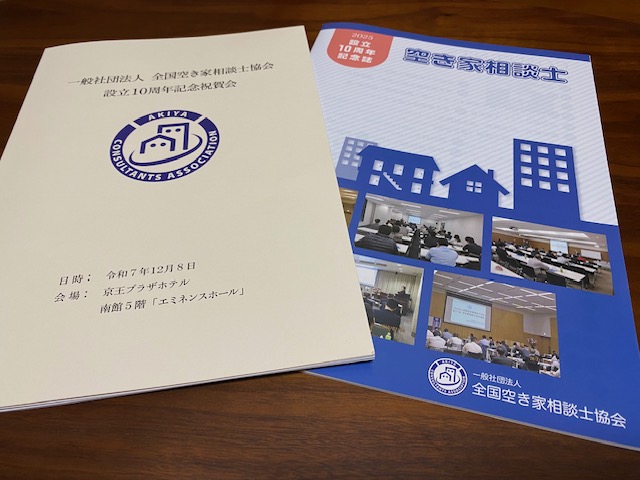 一般社団法人 全国空き家相談士協会
設立10周年記念祝賀会
AKIYA
CONSULTANTS ASSOCIATION
日時； 令和7年12月8日
会場： 京王プラザホテル
南館5階「エミネンスホール」
2025
設立
10周年
記念誌
空き家相談士
一般社団法人
全国空き家相談士協会